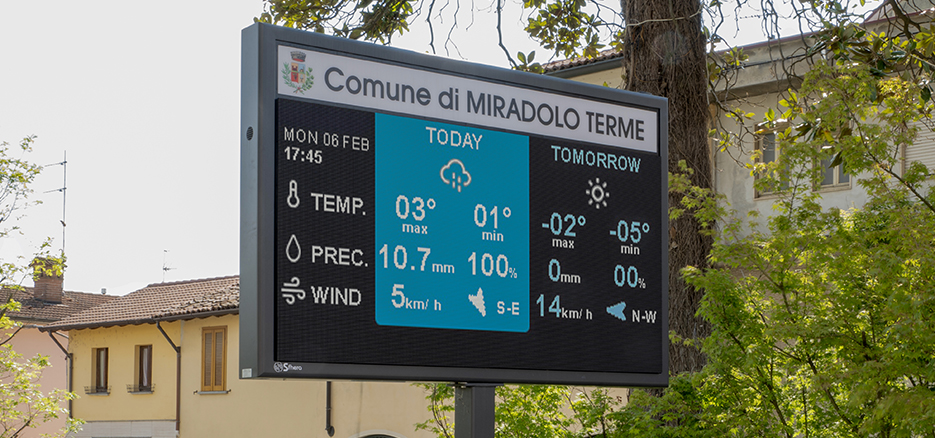 Comune di MIRADOLO TERME
MON 06 FEB
17:45
TODAY
TOMORROW
TEMP.
03° max
01° min
-02° max
-05° min
PREC.
10.7mm
100%
0mm
00%
WIND
5km/h
S-E
14km/h
N-W